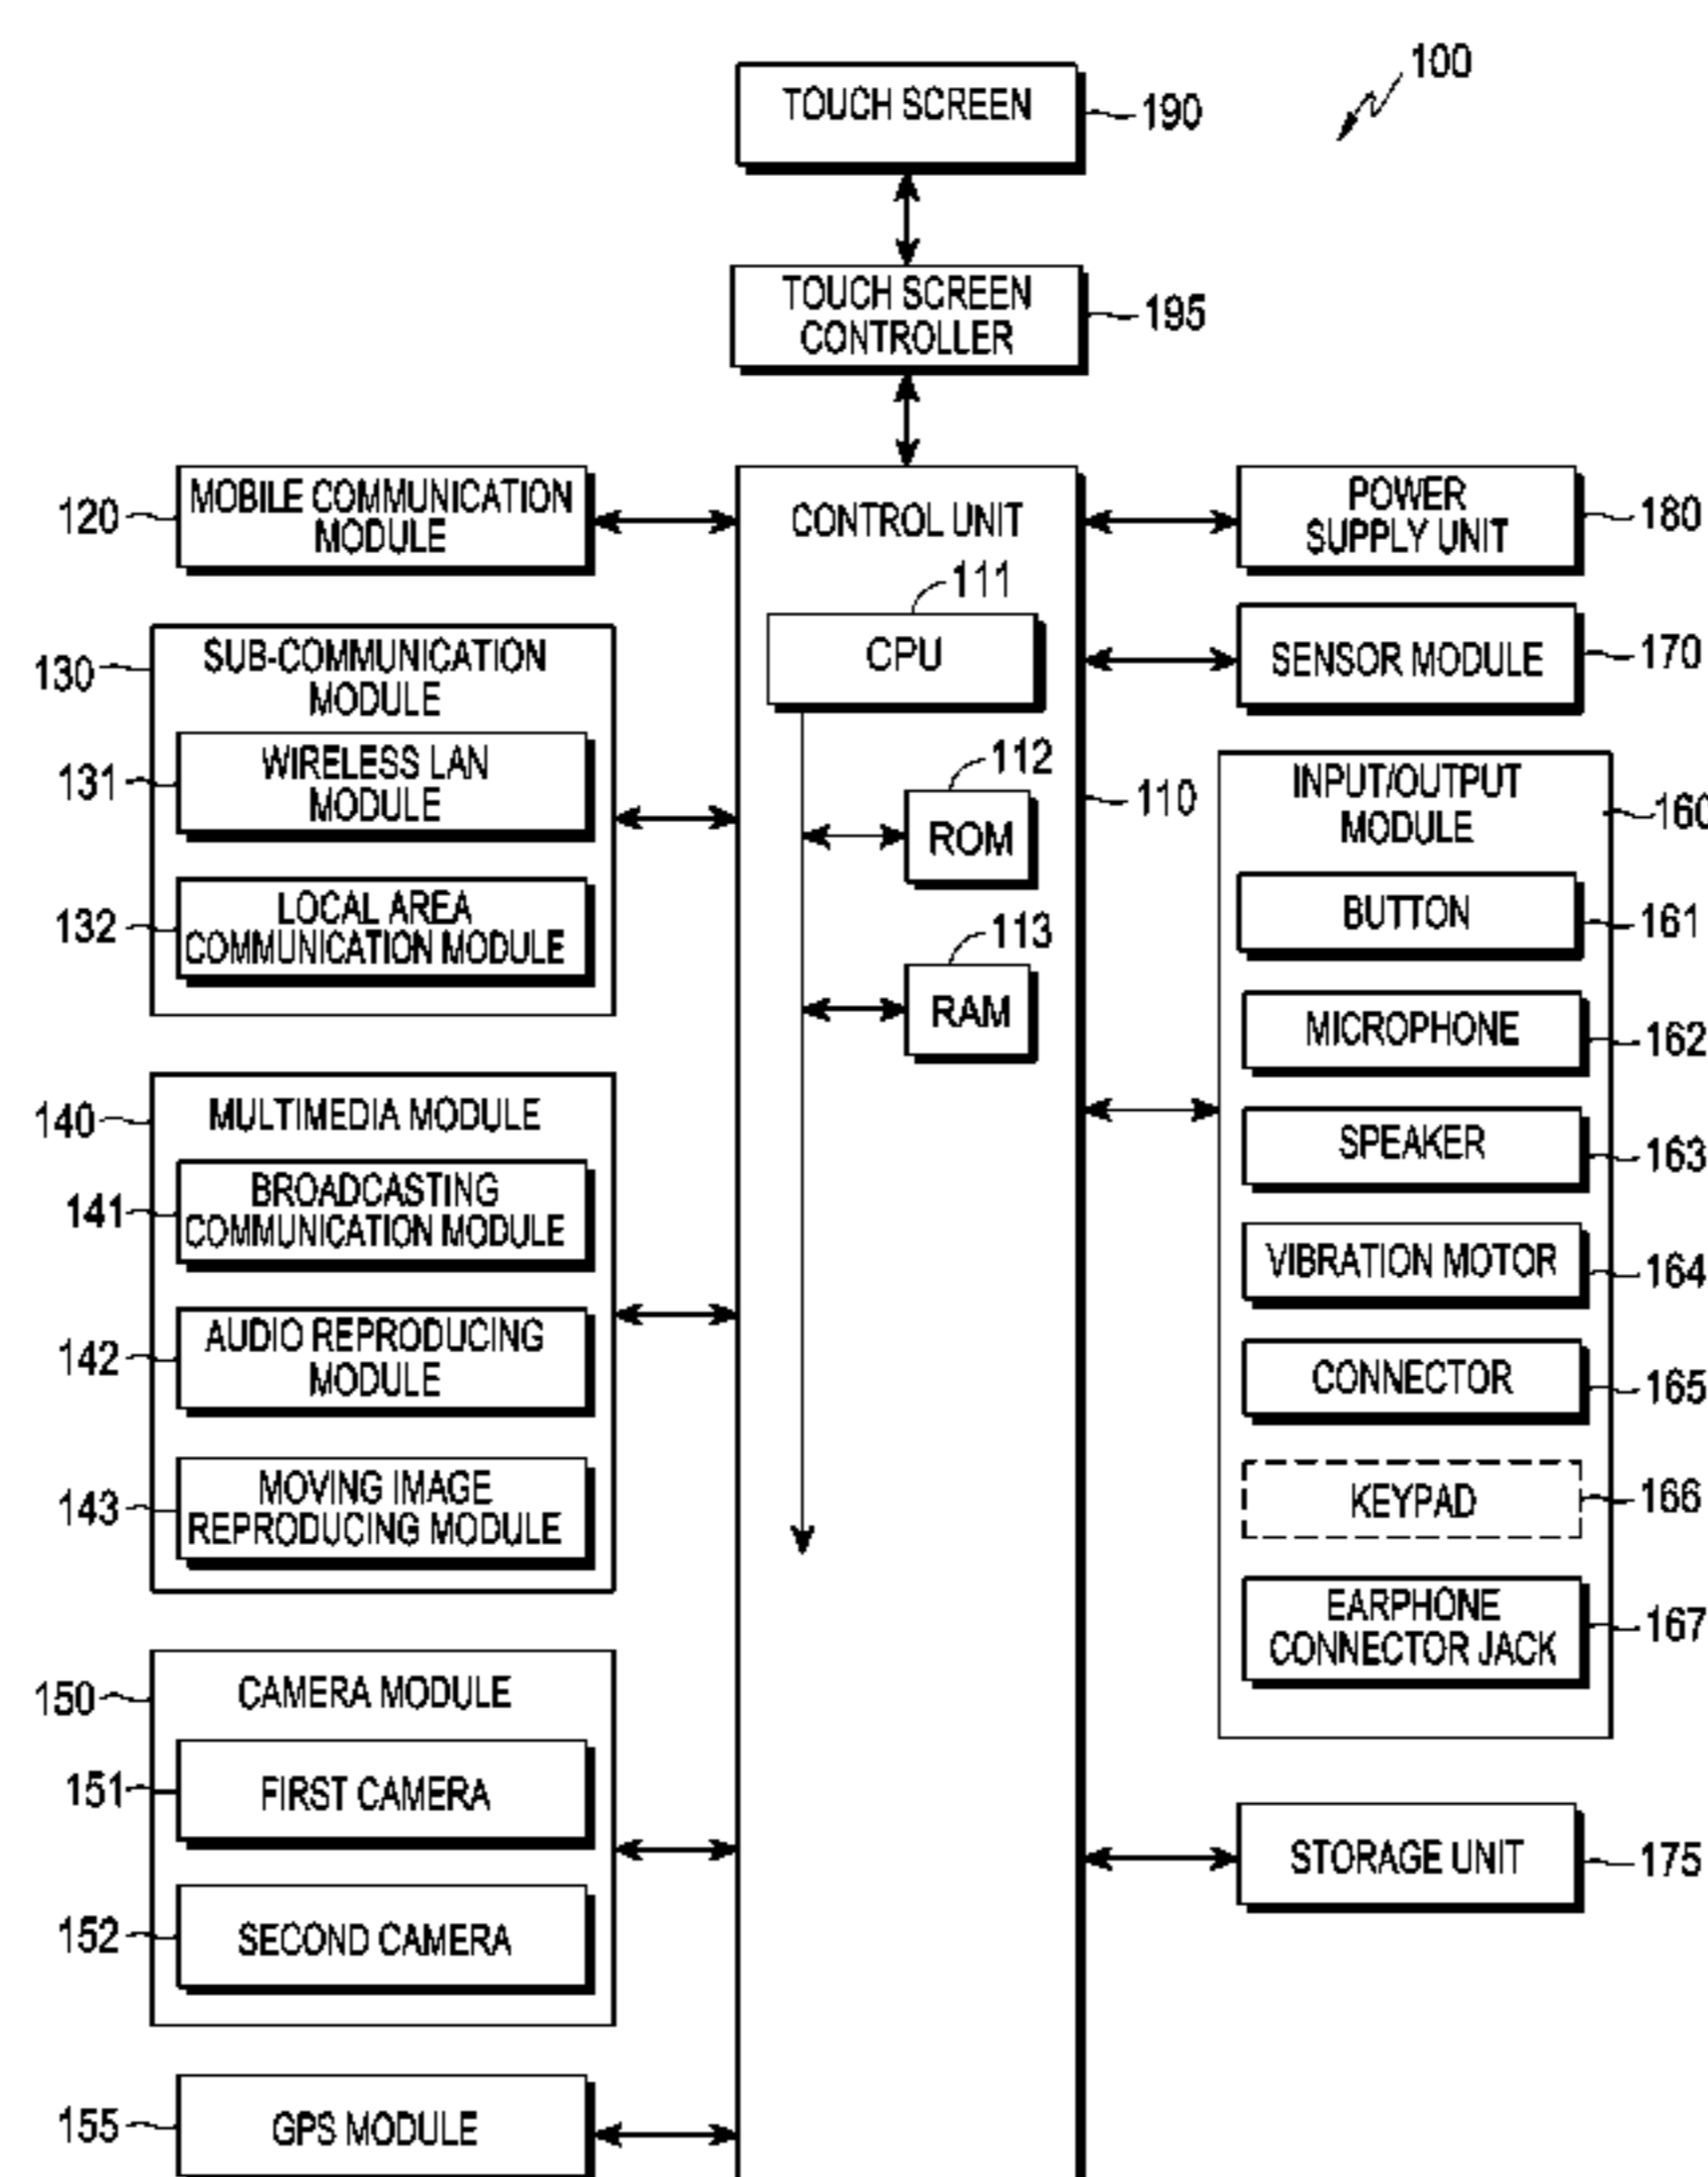 100
TOUCH SCREEN
190
TOUCH SCREEN
CONTROLLER
195
120
MOBILE COMMUNICATION
MODULE
130
SUB-COMMUNICATION
MODULE
131
WIRELESS LAN
MODULE
132
LOCAL AREA
COMMUNICATION MODULE
140
MULTIMEDIA MODULE
141
BROADCASTING
COMMUNICATION MODULE
142
AUDIO REPRODUCING
MODULE
143
MOVING IMAGE
REPRODUCING MODULE
150
CAMERA MODULE
151
FIRST CAMERA
152
SECOND CAMERA
155
GPS MODULE
CONTROL UNIT
111
CPU
112
ROM
110
113
RAM
POWER
SUPPLY UNIT
180
SENSOR MODULE
170
INPUT/OUTPUT
MODULE
160
BUTTON
161
MICROPHONE
162
SPEAKER
163
VIBRATION MOTOR
164
CONNECTOR
165
KEYPAD
166
EARPHONE
CONNECTOR JACK
167
STORAGE UNIT
175